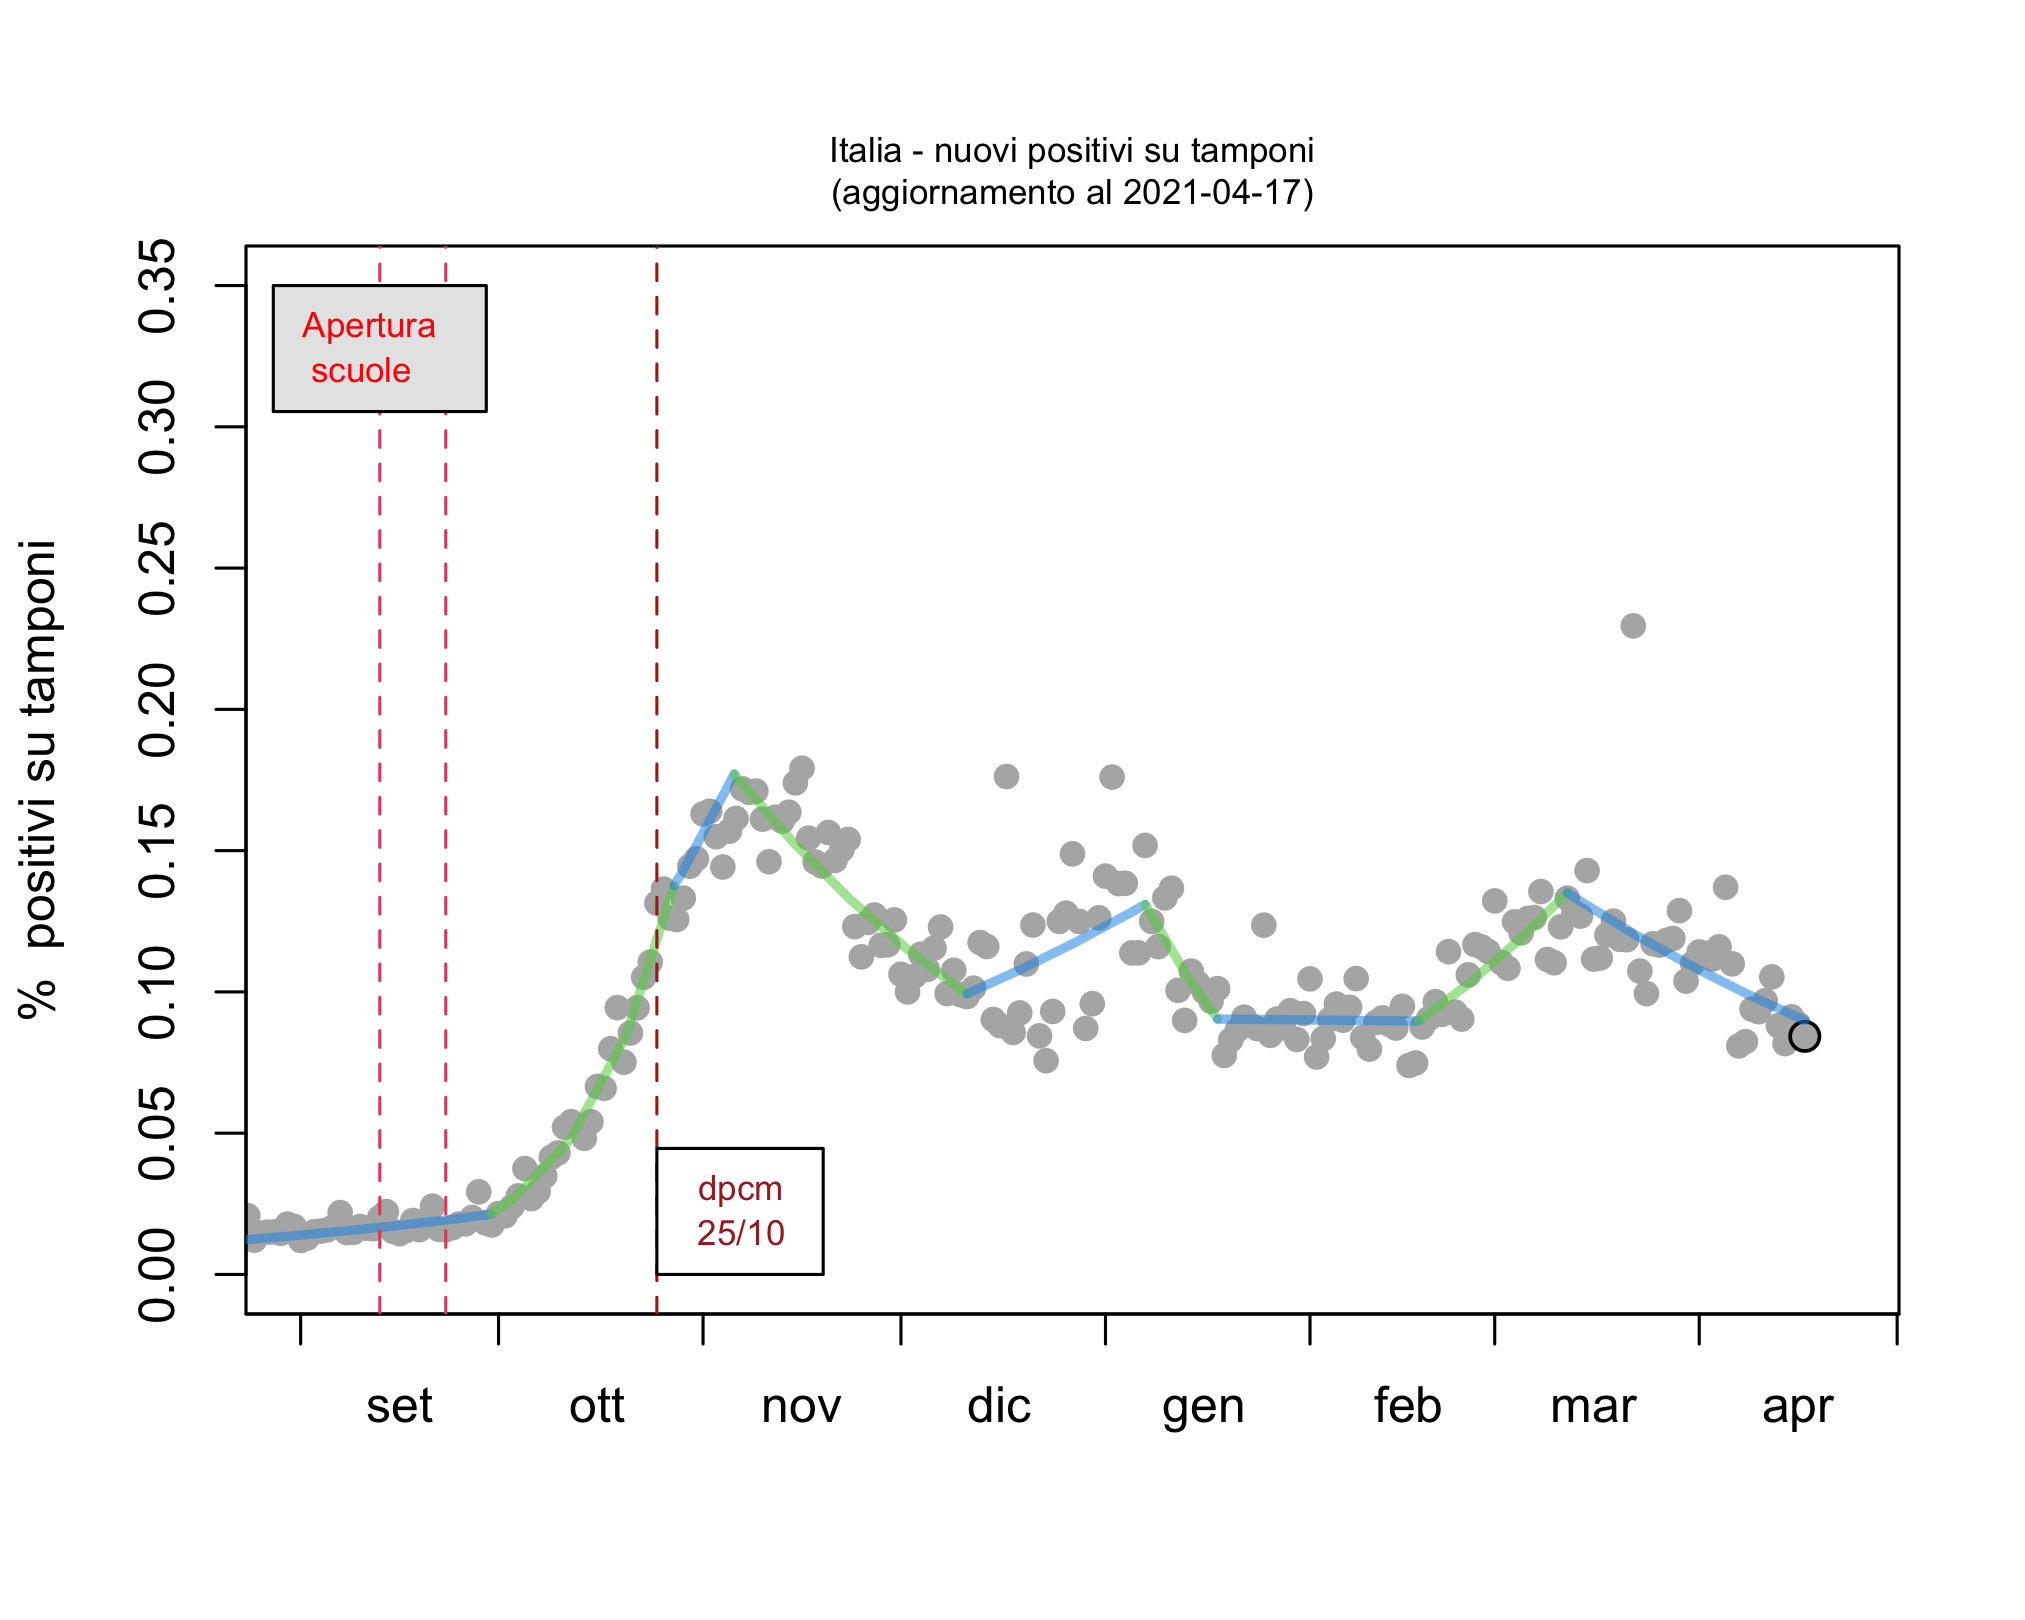 Italia - nuovi positivi su tamponi
(aggiornamento al 2021-04-17)
% positivi su tamponi
0.35
0.30
0.25
0.20
0.15
0.10
0.05
0.00
Apertura
scuole
dpcm
25/10
set ott nov dic gen feb mar apr